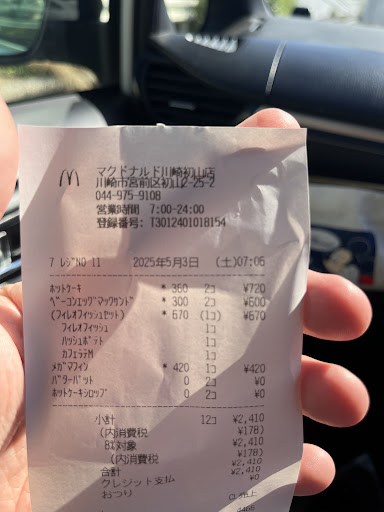 マクドナルド川崎初山店
川崎市宮前区初山2-25-2
044-975-9108
営業時間 7:00-24:00
登録番号: T3012401018154
7 レジNO 11 2025年5月3日 (土)07:05
ホットケーキ * 360 2コ ¥720
ベーコンエッグマックサンド * 300 2コ ¥600
(フィレオフィッシュセット) * 670 (1コ) ¥670
フィレオフィッシュ 1コ
ハッシュポテト 1コ
カフェラテM 1コ
メガマフィン * 420 1コ ¥420
バターパット 0 2コ ¥0
ホットケーキシロップ 0 2コ ¥0
小計 12コ ¥2,410
(内消費税 ¥178)
8%対象 ¥2,410
(内消費税 ¥178)
合計 ¥2,410
クレジット支払 ¥2,410
おつり ¥0